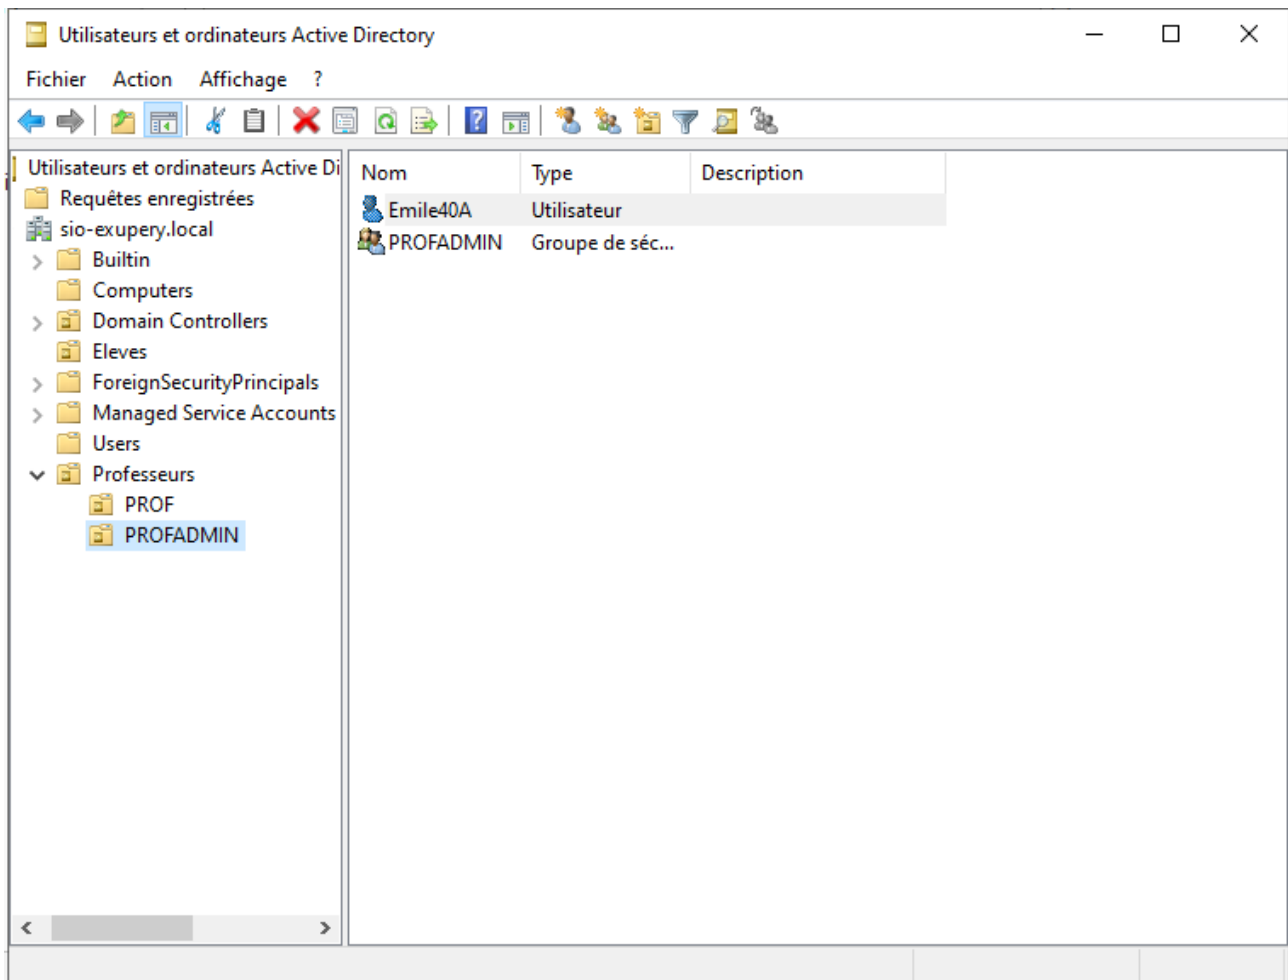 Utilisateurs et ordinateurs Active Directory
Fichier Action Affichage ?
Utilisateurs et ordinateurs Active Di
Requêtes enregistrées
sio-exupery.local
Builtin
Computers
Domain Controllers
Eleves
ForeignSecurityPrincipals
Managed Service Accounts
Users
Professeurs
PROF
PROFADMIN
Nom Type Description
Emile40A Utilisateur
PROFADMIN Groupe de séc...